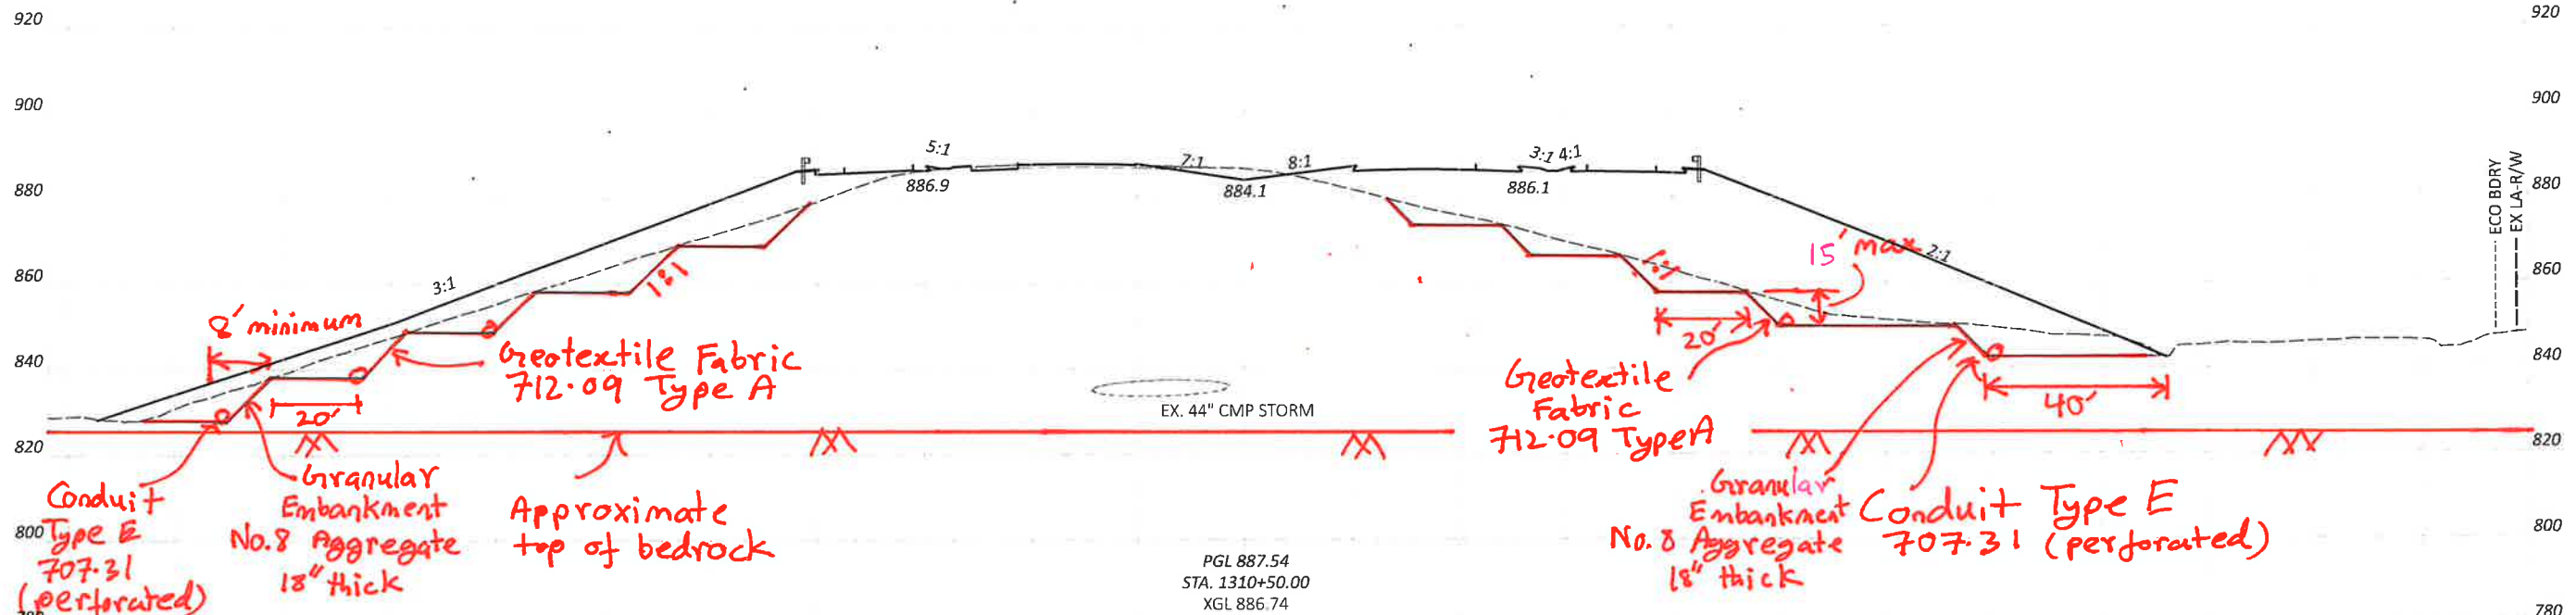 920
920
900
900
5:1
7:1
8:1
3:1 4:1
880
886.9
884.1
886.1
880
ECO BDRY
EX LA-R/W
15' max
2:1
860
1:1
1:1
860
3:1
8' minimum
20'
840
Geotextile Fabric
712.09 Type A
Geotextile
Fabric
712.09 Type A
840
20'
EX. 44" CMP STORM
40'
820
820
Conduit
Type E
707.31
(perforated)
Granular
Embankment
No. 8 Aggregate
18" thick
Approximate
top of bedrock
Granular
Embankment
No. 8 Aggregate
18" thick
Conduit Type E
707.31 (perforated)
800
800
PGL 887.54
STA. 1310+50.00
XGL 886.74
780